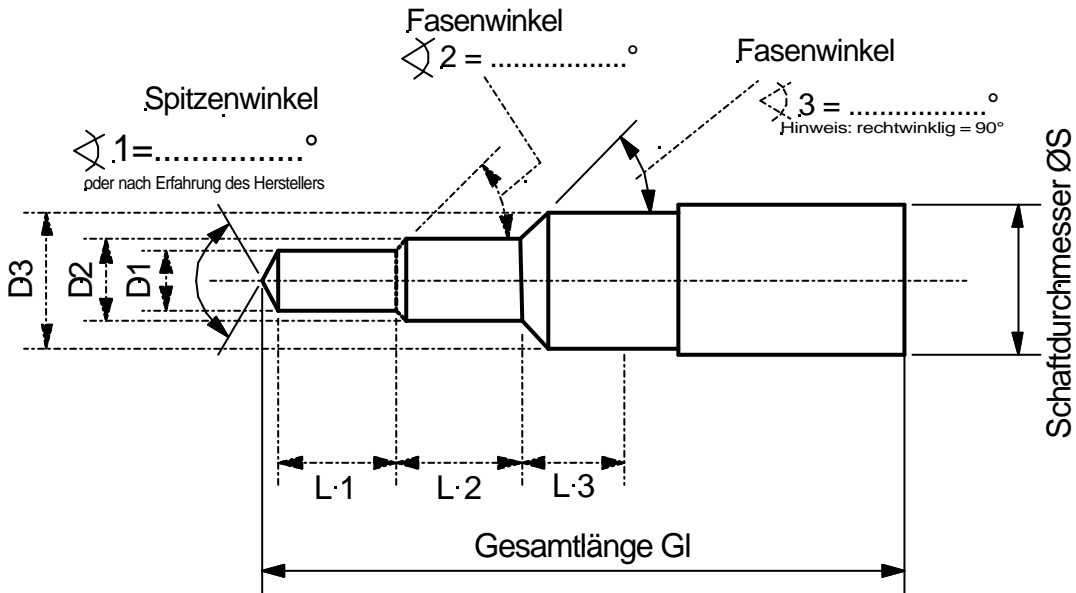 Fasenwinkel
∢ 2 = ..................°
Fasenwinkel
∢ 3 = .................°
Hinweis: rechtwinklig = 90°
Spitzenwinkel
∢ 1=................°
oder nach Erfahrung des Herstellers
D3
D2
D1
Schaftdurchmesser ØS
L·1
L·2
L·3
Gesamtlänge Gl